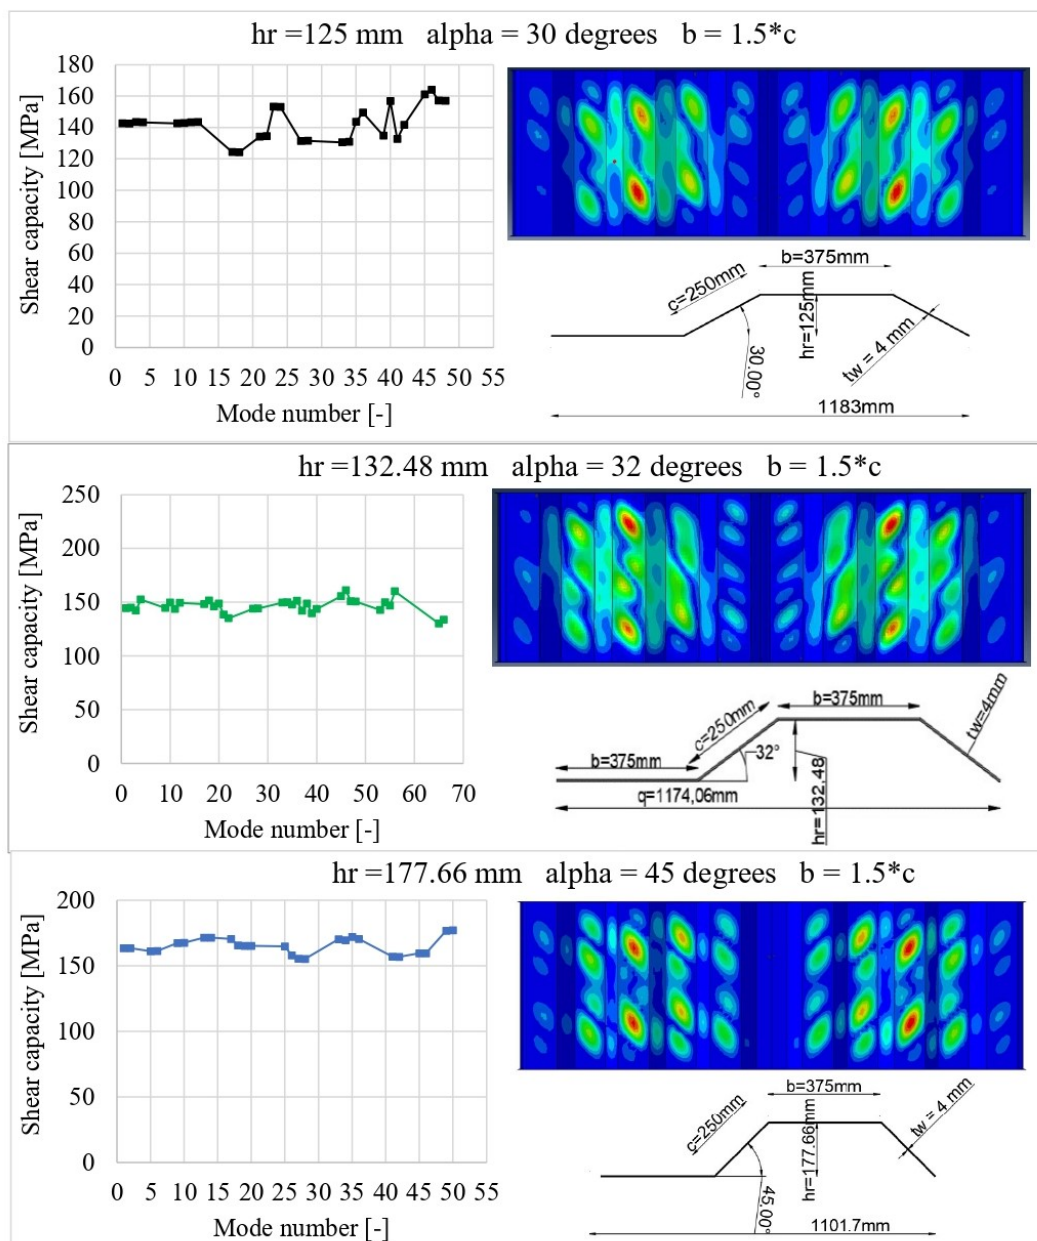 hr =125 mm alpha = 30 degrees b = 1.5*c
Shear capacity [MPa]
180
160
140
120
100
80
60
40
20
0
0 5 10 15 20 25 30 35 40 45 50 55
Mode number [-]
b=375mm
c=250mm
hr=125mm
tw = 4 mm
30.00°
1183mm
hr =132.48 mm alpha = 32 degrees b = 1.5*c
Shear capacity [MPa]
250
200
150
100
50
0
0 10 20 30 40 50 60 70
Mode number [-]
b=375mm
c=250mm
tw=4mm
32°
b=375mm
hr=132,48
q=1174,06mm
hr =177.66 mm alpha = 45 degrees b = 1.5*c
Shear capacity [MPa]
200
150
100
50
0
0 5 10 15 20 25 30 35 40 45 50 55
Mode number [-]
b=375mm
c=250mm
hr=177.66mm
tw = 4 mm
45.00°
1101.7mm